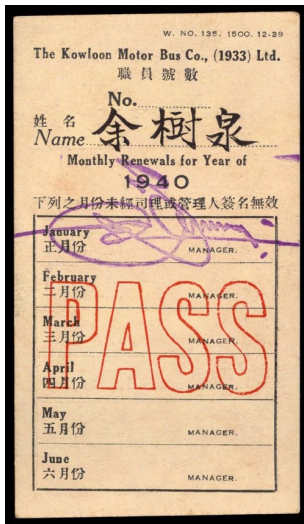 W. NO. 135. 1500. 12-39
The Kowloon Motor Bus Co., (1933) Ltd.
職員號數
No.
姓名 余樹泉
Name
Monthly Renewals for Year of
1940
下列之月份未經司理或管理人簽名無效
January
正月份 MANAGER.
February
二月份 MANAGER.
March
三月份 MANAGER.
April
四月份 MANAGER.
May
五月份 MANAGER.
June
六月份 MANAGER.
PASS